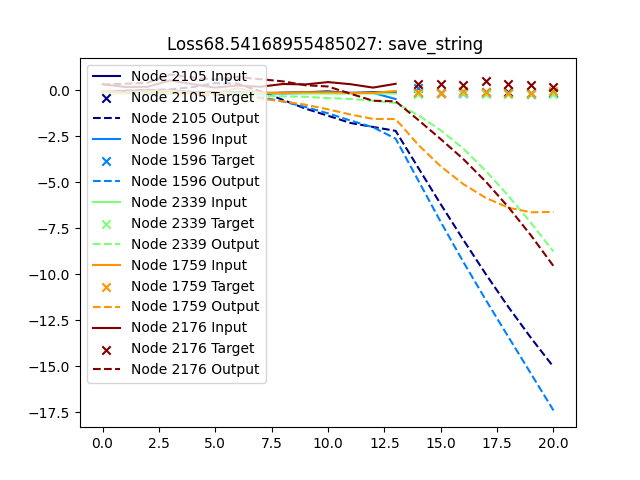 Loss68.54168955485027: save_string
Node 2105 Input
Node 2105 Target
Node 2105 Output
Node 1596 Input
Node 1596 Target
Node 1596 Output
Node 2339 Input
Node 2339 Target
Node 2339 Output
Node 1759 Input
Node 1759 Target
Node 1759 Output
Node 2176 Input
Node 2176 Target
Node 2176 Output
0.0
−2.5
−5.0
−7.5
−10.0
−12.5
−15.0
−17.5
0.0 2.5 5.0 7.5 10.0 12.5 15.0 17.5 20.0